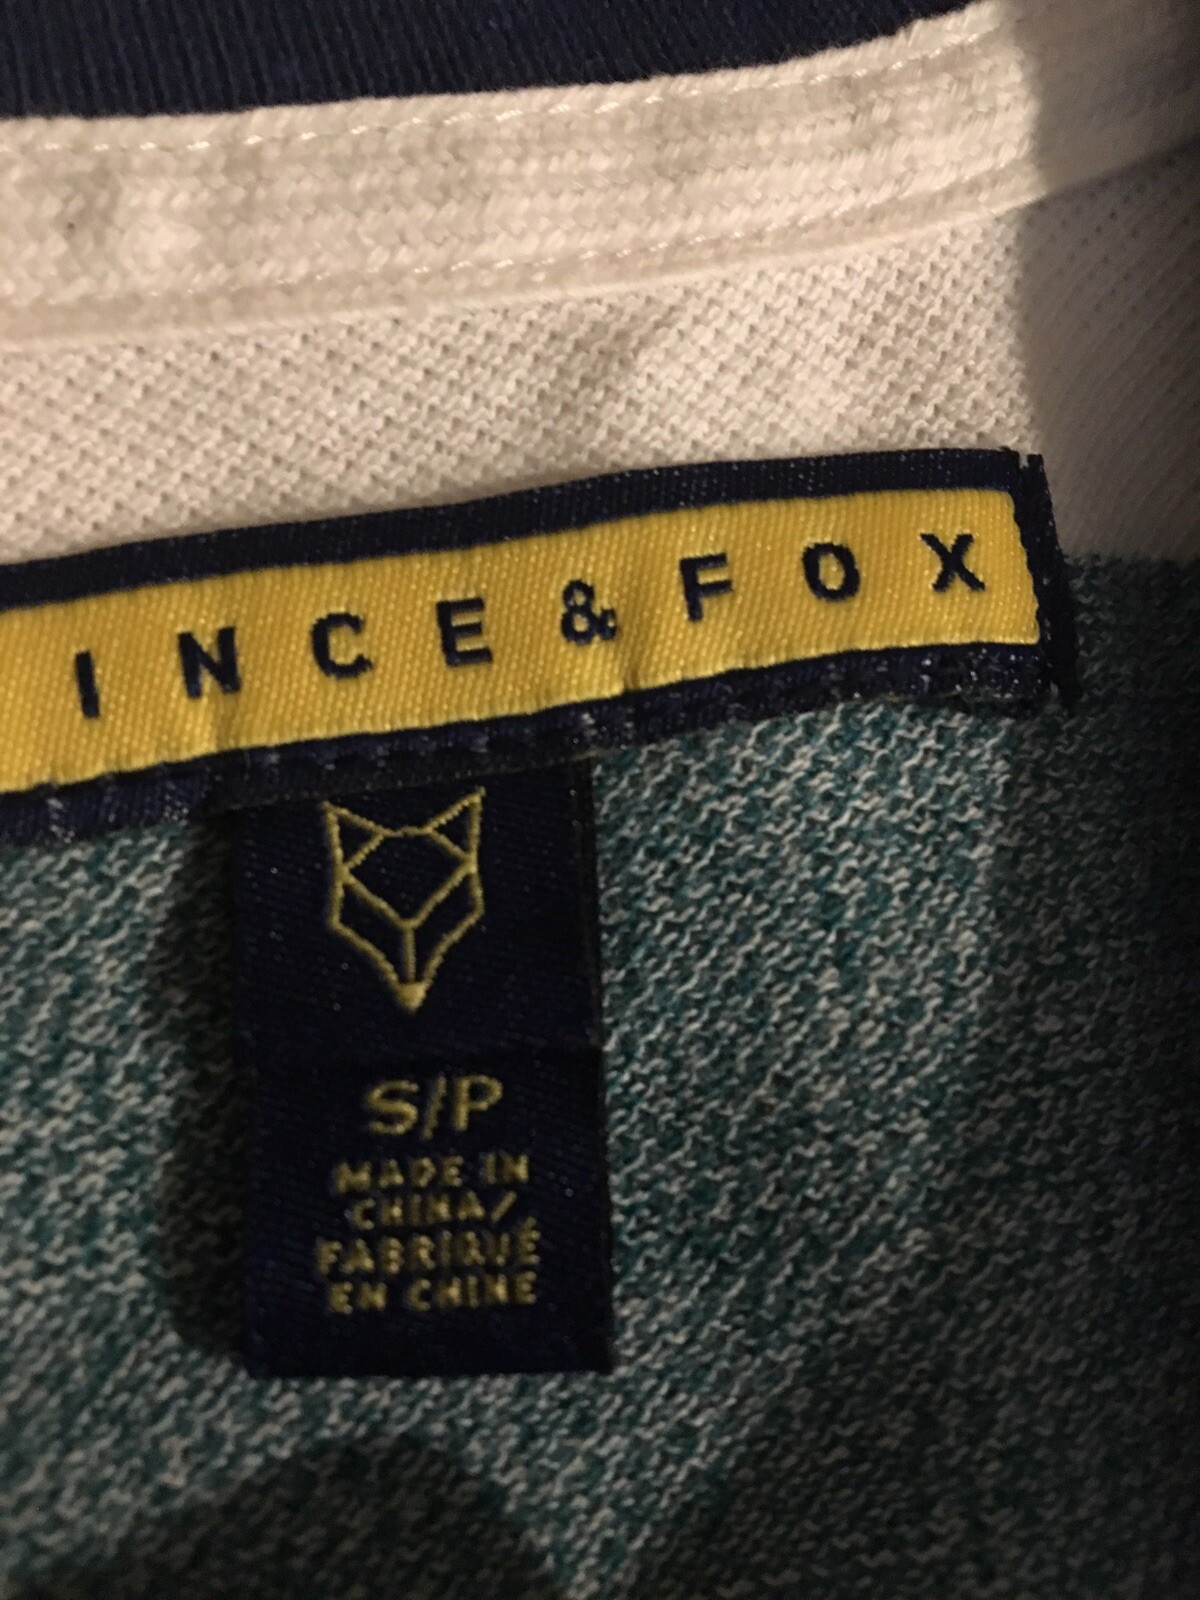 INCE & FOX
S/P
MADE IN
CHINA/
FABRIQUÉ
EN CHINE